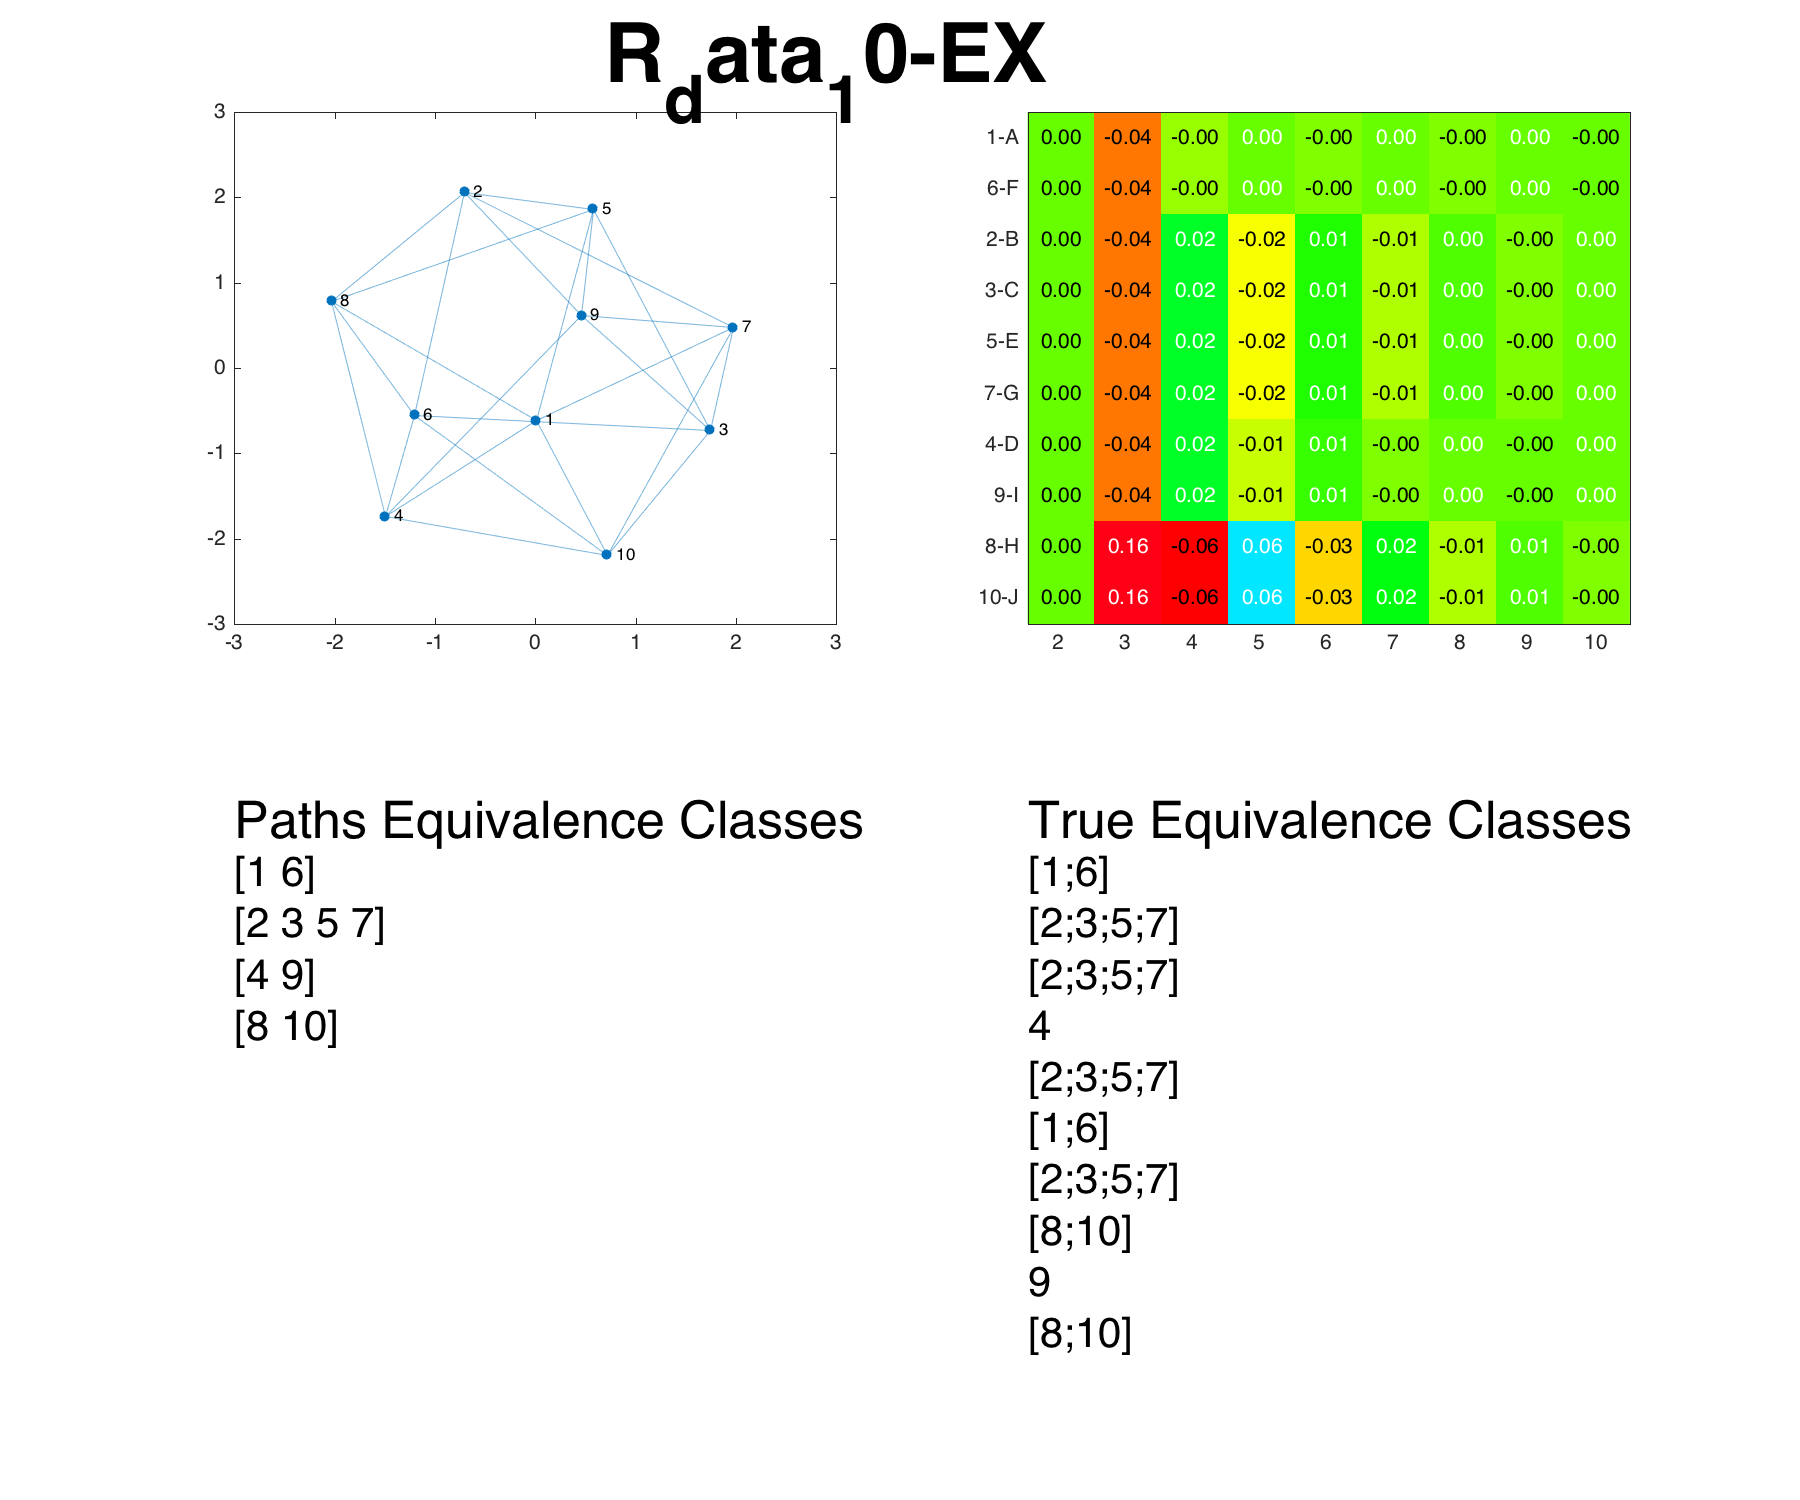 R_data_10-EX
3
2
1
0
-1
-2
-3
-3 -2 -1 0 1 2 3
2
5
8
9
7
6
1
3
4
10
1-A 0.00 -0.04 -0.00 0.00 -0.00 0.00 -0.00 0.00 -0.00
6-F 0.00 -0.04 -0.00 0.00 -0.00 0.00 -0.00 0.00 -0.00
2-B 0.00 -0.04 0.02 -0.02 0.01 -0.01 0.00 -0.00 0.00
3-C 0.00 -0.04 0.02 -0.02 0.01 -0.01 0.00 -0.00 0.00
5-E 0.00 -0.04 0.02 -0.02 0.01 -0.01 0.00 -0.00 0.00
7-G 0.00 -0.04 0.02 -0.02 0.01 -0.01 0.00 -0.00 0.00
4-D 0.00 -0.04 0.02 -0.01 0.01 -0.00 0.00 -0.00 0.00
9-I 0.00 -0.04 0.02 -0.01 0.01 -0.00 0.00 -0.00 0.00
8-H 0.00 0.16 -0.06 0.06 -0.03 0.02 -0.01 0.01 -0.00
10-J 0.00 0.16 -0.06 0.06 -0.03 0.02 -0.01 0.01 -0.00
2 3 4 5 6 7 8 9 10
Paths Equivalence Classes
[1 6]
[2 3 5 7]
[4 9]
[8 10]
True Equivalence Classes
[1;6]
[2;3;5;7]
[2;3;5;7]
4
[2;3;5;7]
[1;6]
[2;3;5;7]
[8;10]
9
[8;10]